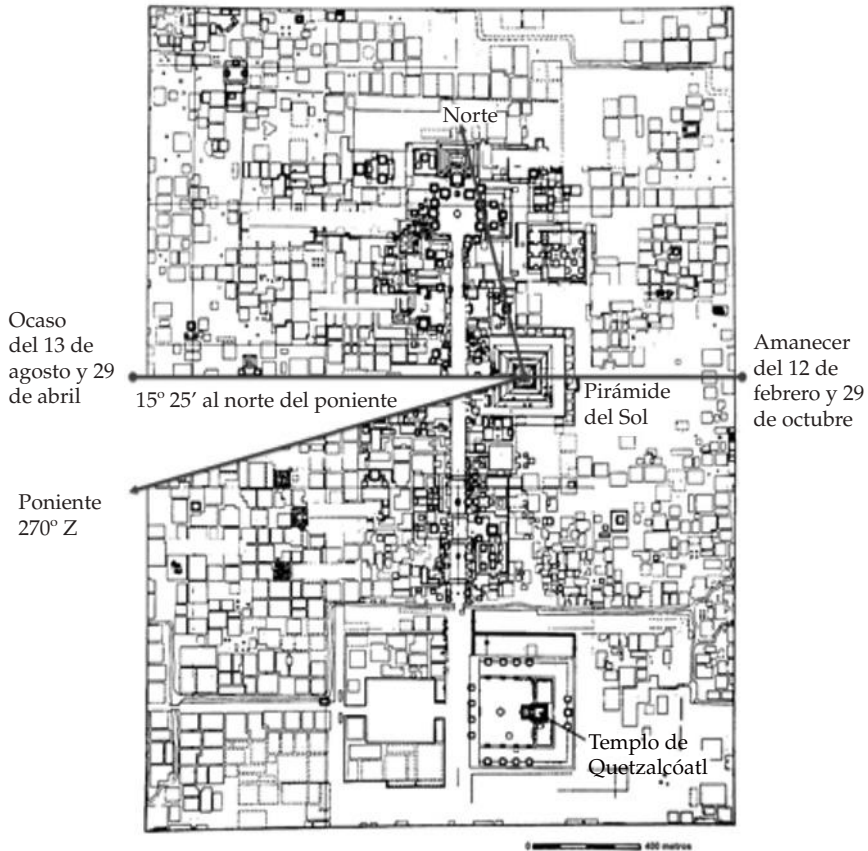 Norte
Ocaso
del 13 de
agosto y 29
de abril
15º 25′ al norte del poniente
Pirámide
del Sol
Amanecer
del 12 de
febrero y 29
de octubre
Poniente
270º Z
Templo de
Quetzalcóatl
0 400 metros